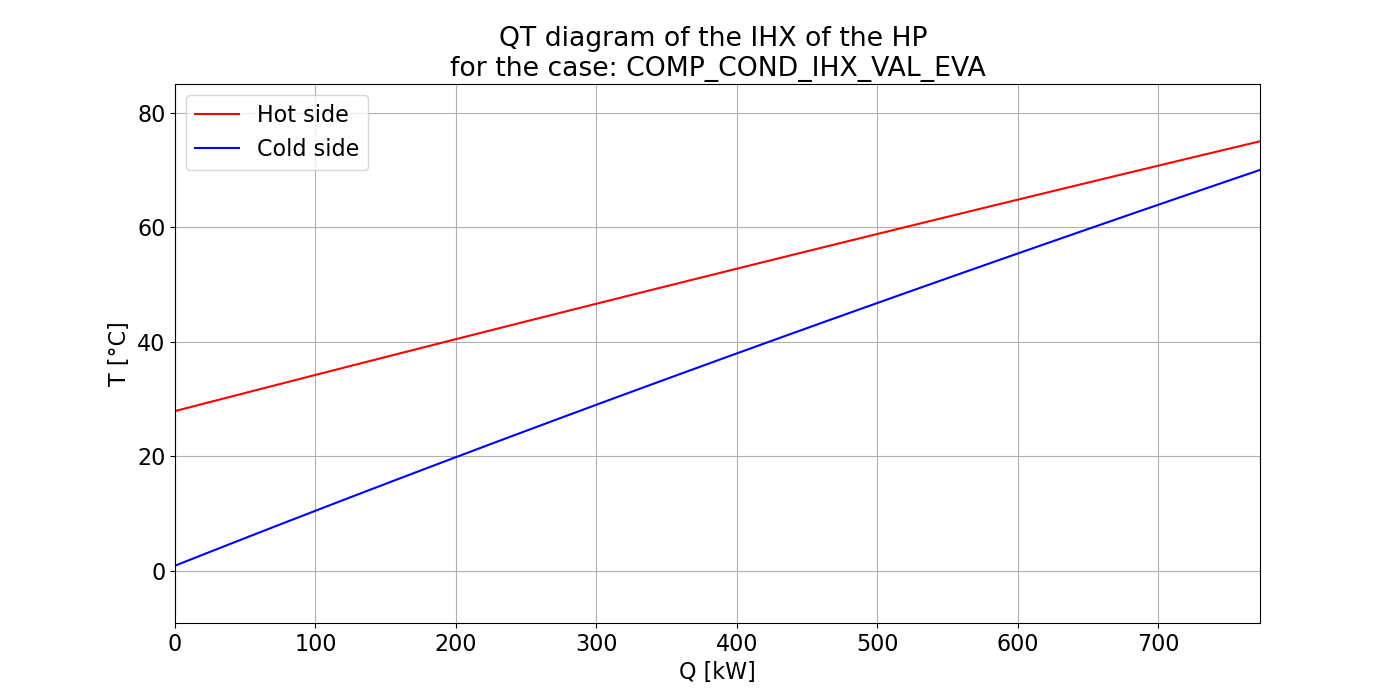 QT diagram of the IHX of the HP
for the case: COMP_COND_IHX_VAL_EVA
Hot side
Cold side
T [°C]
80
60
40
20
0
0 100 200 300 400 500 600 700
Q [kW]